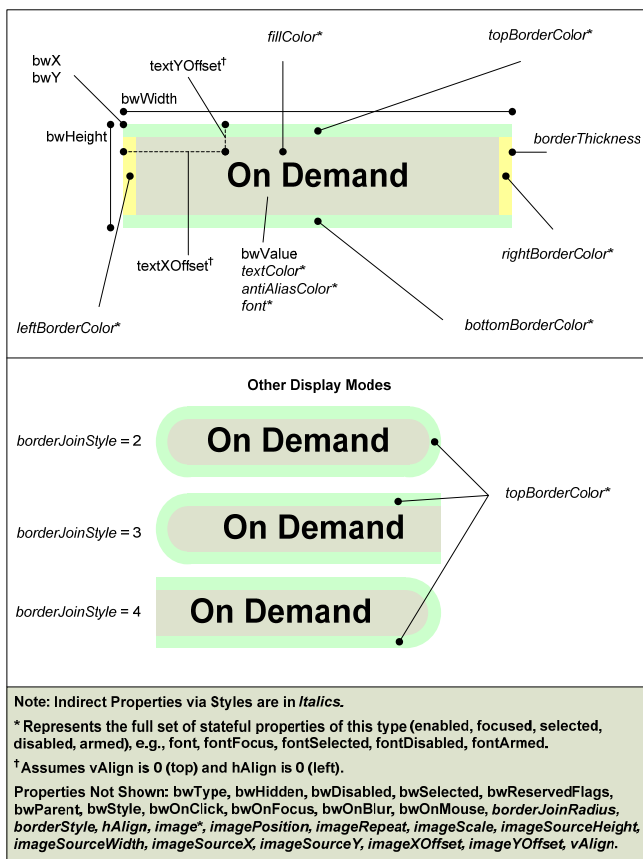 fillColor*
topBorderColor*
bwX
bwY
textYOffset†
bwWidth
bwHeight
borderThickness
On Demand
textXOffset†
bwValue
textColor*
antiAliasColor*
font*
rightBorderColor*
leftBorderColor*
bottomBorderColor*
Other Display Modes
borderJoinStyle = 2
On Demand
topBorderColor*
borderJoinStyle = 3
On Demand
borderJoinStyle = 4
On Demand
Note: Indirect Properties via Styles are in Italics.
* Represents the full set of stateful properties of this type (enabled, focused, selected,
disabled, armed), e.g., font, fontFocus, fontSelected, fontDisabled, fontArmed.
†Assumes vAlign is 0 (top) and hAlign is 0 (left).
Properties Not Shown: bwType, bwHidden, bwDisabled, bwSelected, bwReservedFlags,
bwParent, bwStyle, bwOnClick, bwOnFocus, bwOnBlur, bwOnMouse, borderJoinRadius,
borderStyle, hAlign, image*, imagePosition, imageRepeat, imageScale, imageSourceHeight,
imageSourceWidth, imageSourceX, imageSourceY, imageXOffset, imageYOffset, vAlign.